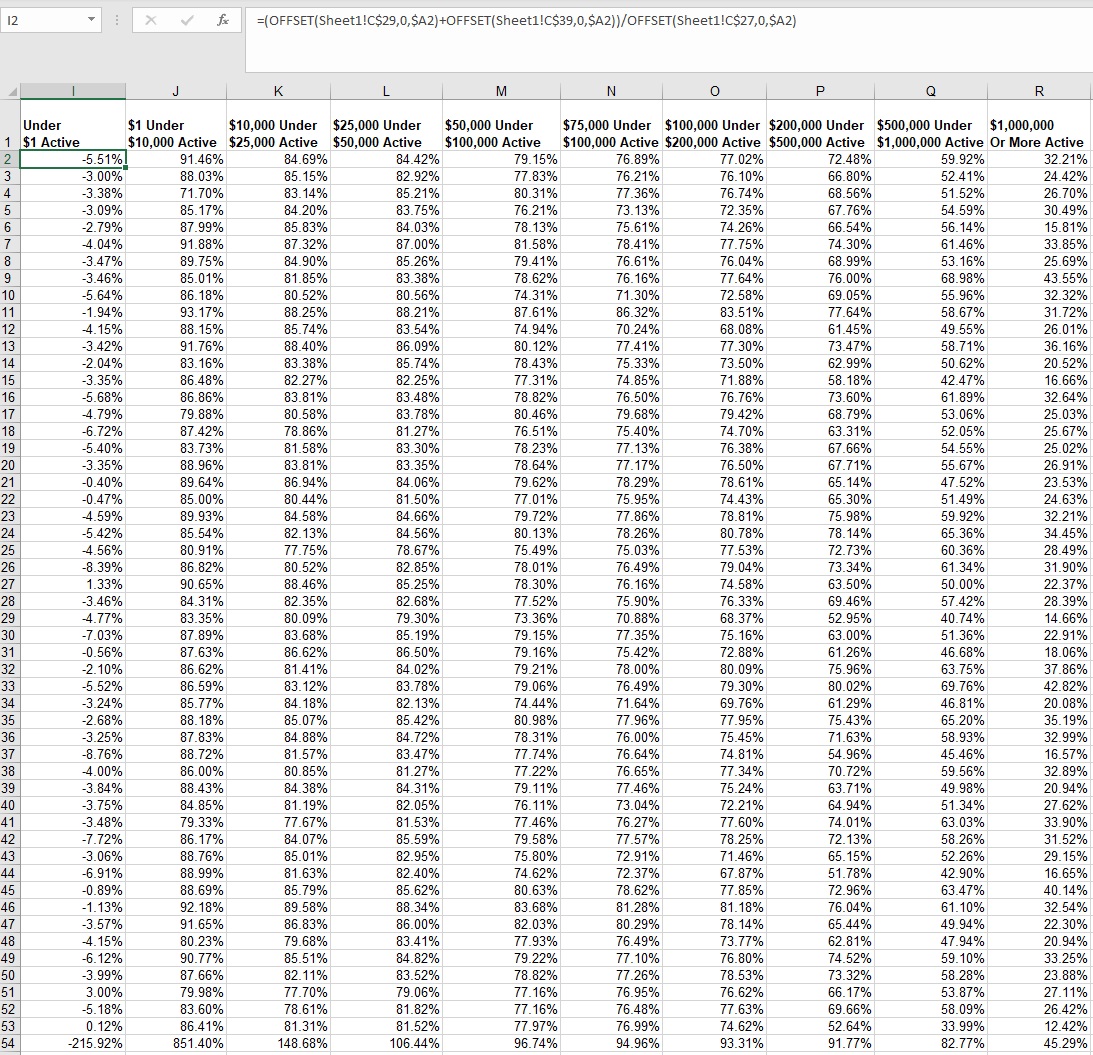 I2 fx =(OFFSET(Sheet1!C$29,0,$A2)+OFFSET(Sheet1!C$39,0,$A2))/OFFSET(Sheet1!C$27,0,$A2)
I J K L M N O P Q R
Under $1 Under $10,000 Under $25,000 Under $50,000 Under $75,000 Under $100,000 Under $200,000 Under $500,000 Under $1,000,000
1 $1 Active $10,000 Active $25,000 Active $50,000 Active $100,000 Active $100,000 Active $200,000 Active $500,000 Active $1,000,000 Active Or More Active
2 -5.51% 91.46% 84.69% 84.42% 79.15% 76.89% 77.02% 72.48% 59.92% 32.21%
3 -3.00% 88.03% 85.15% 82.92% 77.83% 76.21% 76.10% 66.80% 52.41% 24.42%
4 -3.38% 71.70% 83.14% 85.21% 80.31% 77.36% 76.74% 68.56% 51.52% 26.70%
5 -3.09% 85.17% 84.20% 83.75% 76.21% 73.13% 72.35% 67.76% 54.59% 30.49%
6 -2.79% 87.99% 85.83% 84.03% 78.13% 75.61% 74.26% 66.54% 56.14% 15.81%
7 -4.04% 91.88% 87.32% 87.00% 81.58% 78.41% 77.75% 74.30% 61.46% 33.85%
8 -3.47% 89.75% 84.90% 85.26% 79.41% 76.61% 76.04% 68.99% 53.16% 25.69%
9 -3.46% 85.01% 81.85% 83.38% 78.62% 76.16% 77.64% 76.00% 68.98% 43.55%
10 -5.64% 86.18% 80.52% 80.56% 74.31% 71.30% 72.58% 69.05% 55.96% 32.32%
11 -1.94% 93.17% 88.25% 88.21% 87.61% 86.32% 83.51% 77.64% 58.67% 31.72%
12 -4.15% 88.15% 85.74% 83.54% 74.94% 70.24% 68.08% 61.45% 49.55% 26.01%
13 -3.42% 91.76% 88.40% 86.09% 80.12% 77.41% 77.30% 73.47% 58.71% 36.16%
14 -2.04% 83.16% 83.38% 85.74% 78.43% 75.33% 73.50% 62.99% 50.62% 20.52%
15 -3.35% 86.48% 82.27% 82.25% 77.31% 74.85% 71.88% 58.18% 42.47% 16.66%
16 -5.68% 86.86% 83.81% 83.48% 78.82% 76.50% 76.76% 73.60% 61.89% 32.64%
17 -4.79% 79.88% 80.58% 83.78% 80.46% 79.68% 79.42% 68.79% 53.06% 25.03%
18 -6.72% 87.42% 78.86% 81.27% 76.51% 75.40% 74.70% 63.31% 52.05% 25.67%
19 -5.40% 83.73% 81.58% 83.30% 78.23% 77.13% 76.38% 67.66% 54.55% 25.02%
20 -3.35% 88.96% 83.81% 83.35% 78.64% 77.17% 76.50% 67.71% 55.67% 26.91%
21 -0.40% 89.64% 86.94% 84.06% 79.62% 78.29% 78.61% 65.14% 47.52% 23.53%
22 -0.47% 85.00% 80.44% 81.50% 77.01% 75.95% 74.43% 65.30% 51.49% 24.63%
23 -4.59% 89.93% 84.58% 84.66% 79.72% 77.86% 78.81% 75.98% 59.92% 32.21%
24 -5.42% 85.54% 82.13% 84.56% 80.13% 78.26% 80.78% 78.14% 65.36% 34.45%
25 -4.56% 80.91% 77.75% 78.67% 75.49% 75.03% 77.53% 72.73% 60.36% 28.49%
26 -8.39% 86.82% 80.52% 82.85% 78.01% 76.49% 79.04% 73.34% 61.34% 31.90%
27 1.33% 90.65% 88.46% 85.25% 78.30% 76.16% 74.58% 63.50% 50.00% 22.37%
28 -3.46% 84.31% 82.35% 82.68% 77.52% 75.90% 76.33% 69.46% 57.42% 28.39%
29 -4.77% 83.35% 80.09% 79.30% 73.36% 70.88% 68.37% 52.95% 40.74% 14.66%
30 -7.03% 87.89% 83.68% 85.19% 79.15% 77.35% 75.16% 63.00% 51.36% 22.91%
31 -0.56% 87.63% 86.62% 86.50% 79.16% 75.42% 72.88% 61.26% 46.68% 18.06%
32 -2.10% 86.62% 81.41% 84.02% 79.21% 78.00% 80.09% 75.96% 63.75% 37.86%
33 -5.52% 86.59% 83.12% 83.78% 79.06% 76.49% 79.30% 80.02% 69.76% 42.82%
34 -3.24% 85.77% 84.18% 82.13% 74.44% 71.64% 69.76% 61.29% 46.81% 20.08%
35 -2.68% 88.18% 85.07% 85.42% 80.98% 77.96% 77.95% 75.43% 65.20% 35.19%
36 -3.25% 87.83% 84.88% 84.72% 78.31% 76.00% 75.45% 71.63% 58.93% 32.99%
37 -8.76% 88.72% 81.57% 83.47% 77.74% 76.64% 74.81% 54.96% 45.46% 16.57%
38 -4.00% 86.00% 80.85% 81.27% 77.22% 76.65% 77.34% 70.72% 59.56% 32.89%
39 -3.84% 88.43% 84.38% 84.31% 79.11% 77.46% 75.24% 63.71% 49.98% 20.94%
40 -3.75% 84.85% 81.19% 82.05% 76.11% 73.04% 72.21% 64.94% 51.34% 27.62%
41 -3.48% 79.33% 77.67% 81.53% 77.46% 76.27% 77.60% 74.01% 63.03% 33.90%
42 -7.72% 86.17% 84.07% 85.59% 79.58% 77.57% 78.25% 72.13% 58.26% 31.52%
43 -3.06% 88.76% 85.01% 82.95% 75.80% 72.91% 71.46% 65.15% 52.26% 29.15%
44 -6.91% 88.99% 81.63% 82.40% 74.62% 72.37% 67.87% 51.78% 42.90% 16.65%
45 -0.89% 88.69% 85.79% 85.62% 80.63% 78.62% 77.85% 72.96% 63.47% 40.14%
46 -1.13% 92.18% 89.58% 88.34% 83.68% 81.28% 81.18% 76.04% 61.10% 32.54%
47 -3.57% 91.65% 86.83% 86.00% 82.03% 80.29% 78.14% 65.44% 49.94% 22.30%
48 -4.15% 80.23% 79.68% 83.41% 77.93% 76.49% 73.77% 62.81% 47.94% 20.94%
49 -6.12% 90.77% 85.51% 84.82% 79.22% 77.10% 76.80% 74.52% 59.10% 33.25%
50 -3.99% 87.66% 82.11% 83.52% 78.82% 77.26% 78.53% 73.32% 58.28% 23.88%
51 3.00% 79.98% 77.70% 79.06% 77.16% 76.95% 76.62% 66.17% 53.87% 27.11%
52 -5.18% 83.60% 78.61% 81.82% 77.16% 76.48% 77.63% 69.66% 58.09% 26.42%
53 0.12% 86.41% 81.31% 81.52% 77.97% 76.99% 74.62% 52.64% 33.99% 12.42%
54 -215.92% 851.40% 148.68% 106.44% 96.74% 94.96% 93.31% 91.77% 82.77% 45.29%